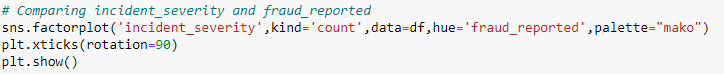 # Comparing incident_severity and fraud_reported
sns.factorplot('incident_severity',kind='count',data=df,hue='fraud_reported',palette="mako")
plt.xticks(rotation=90)
plt.show()